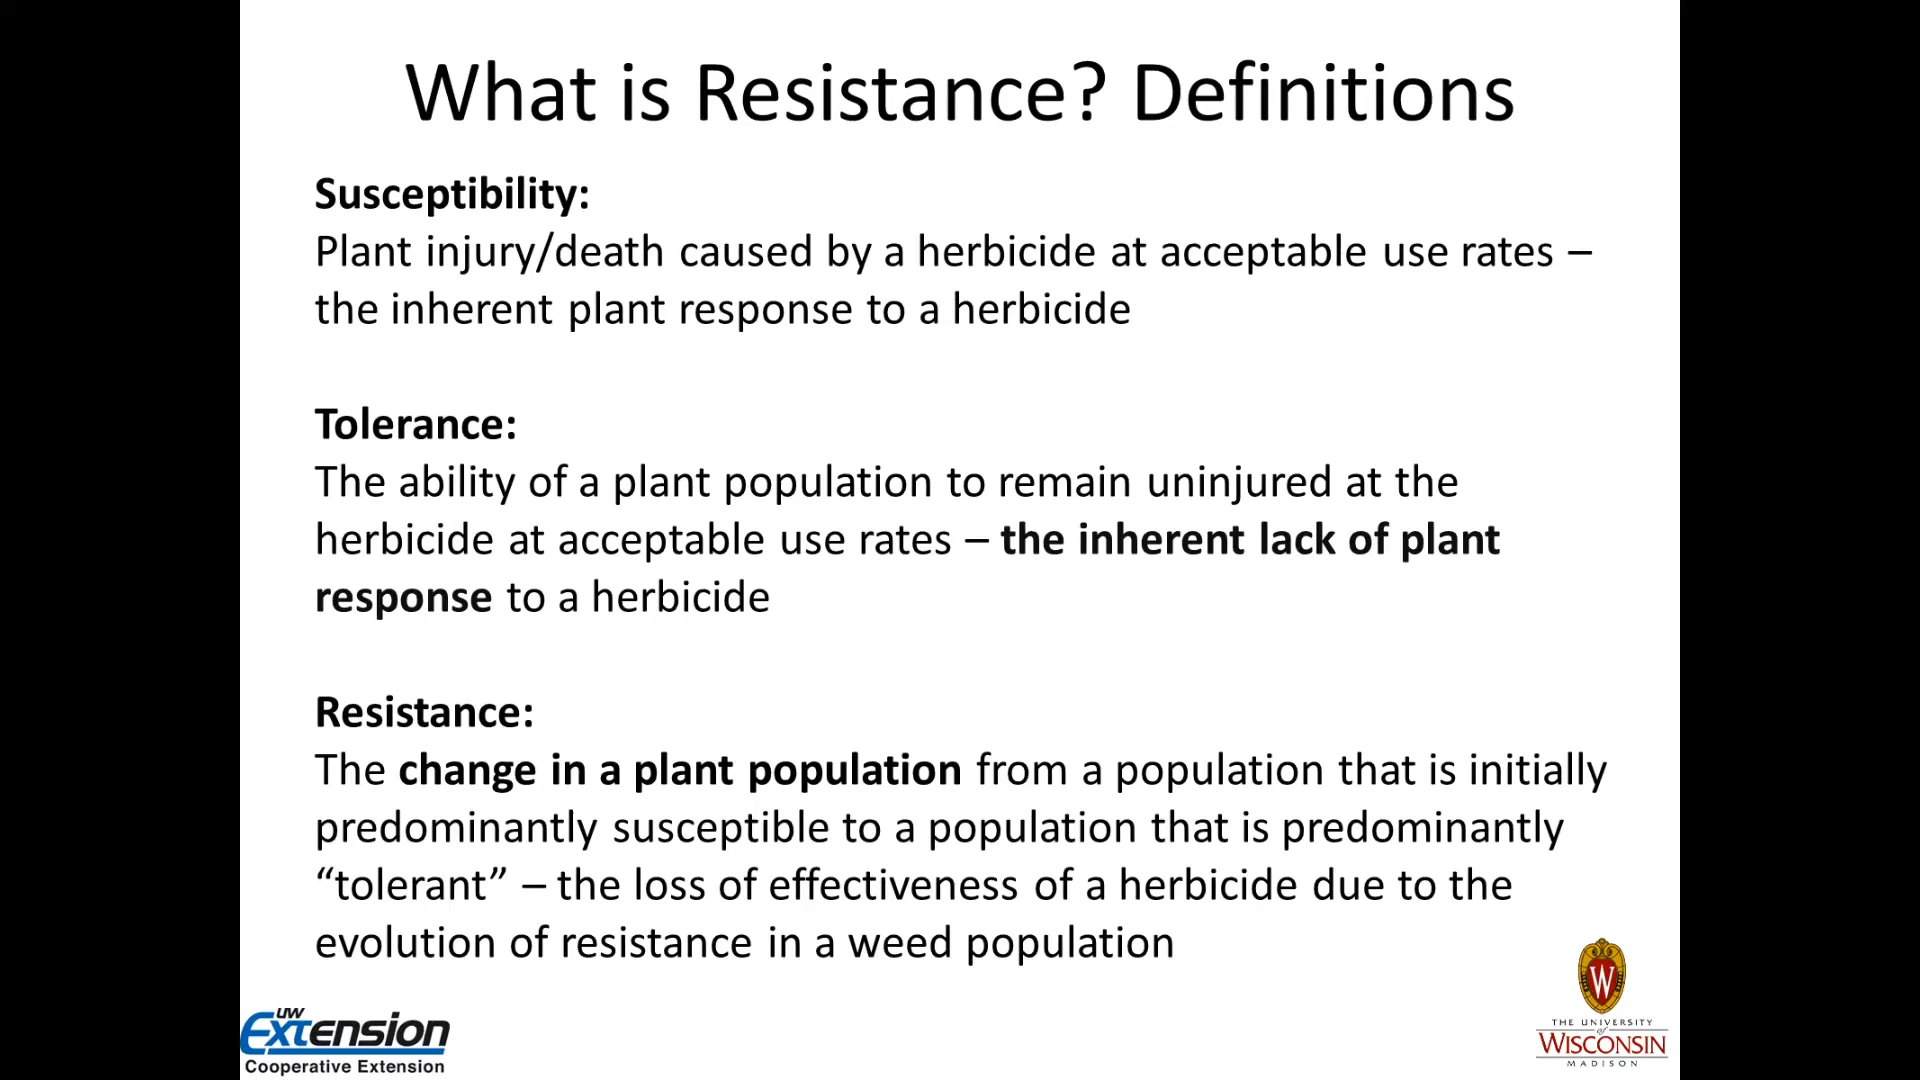 What is Resistance? Definitions
Susceptibility:
Plant injury/death caused by a herbicide at acceptable use rates –
the inherent plant response to a herbicide
Tolerance:
The ability of a plant population to remain uninjured at the
herbicide at acceptable use rates – the inherent lack of plant
response to a herbicide
Resistance:
The change in a plant population from a population that is initially
predominantly susceptible to a population that is predominantly
“tolerant” – the loss of effectiveness of a herbicide due to the
evolution of resistance in a weed population
UW
Extension
Cooperative Extension
W
THE UNIVERSITY
of
WISCONSIN
MADISON